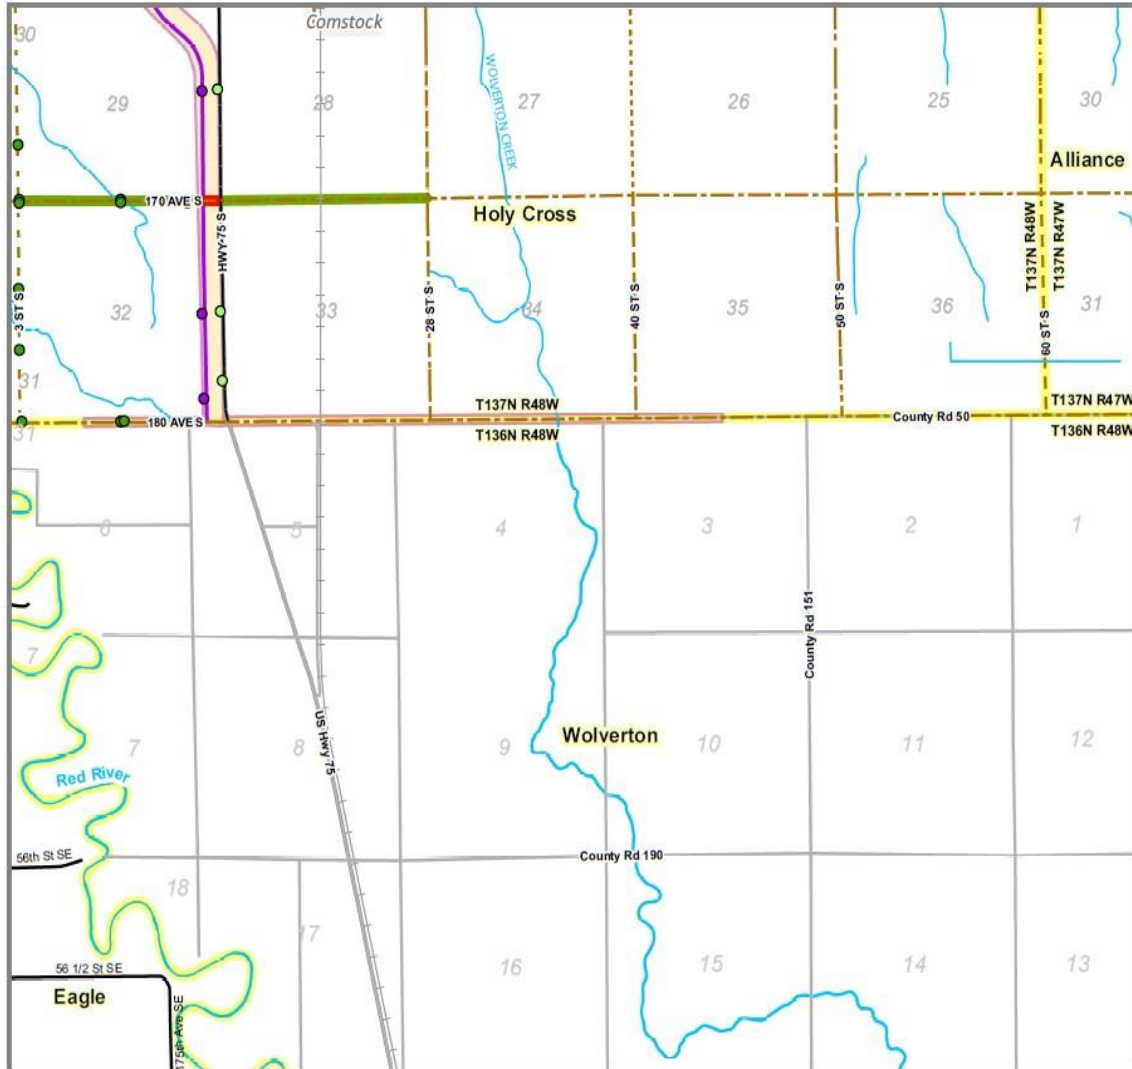 Comstock
30
29
28
27
26
25
30
WOLVERTON CREEK
Alliance
170 AVE S
Holy Cross
HWY 75 S
T137N R48W
T137N R47W
3 ST S
32
33
28 ST S
34
40 ST S
35
50 ST S
36
60 ST S
31
31
T137N R48W
T137N R47W
180 AVE S
County Rd 50
31
T136N R48W
T136N R48W
6
5
4
3
2
1
County Rd 151
7
7
8
US Hwy 75
9
Wolverton
10
11
12
Red River
56th St SE
County Rd 190
18
17
16
15
14
13
56 1/2 St SE
Eagle
175th Ave SE